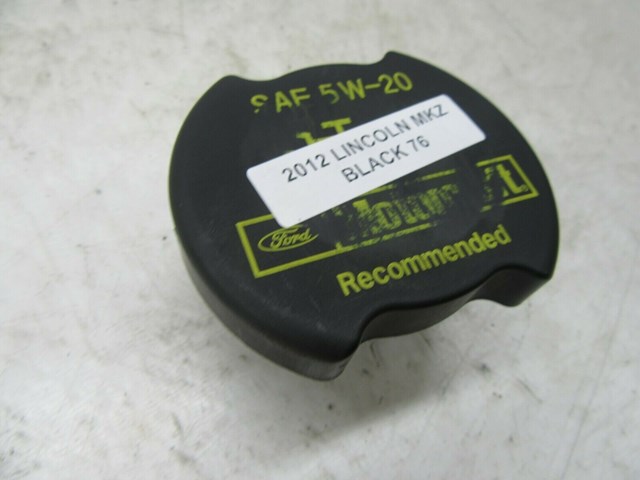 SAE 5W-20
2012 LINCOLN MKZ
BLACK 76
Ford
Recommended